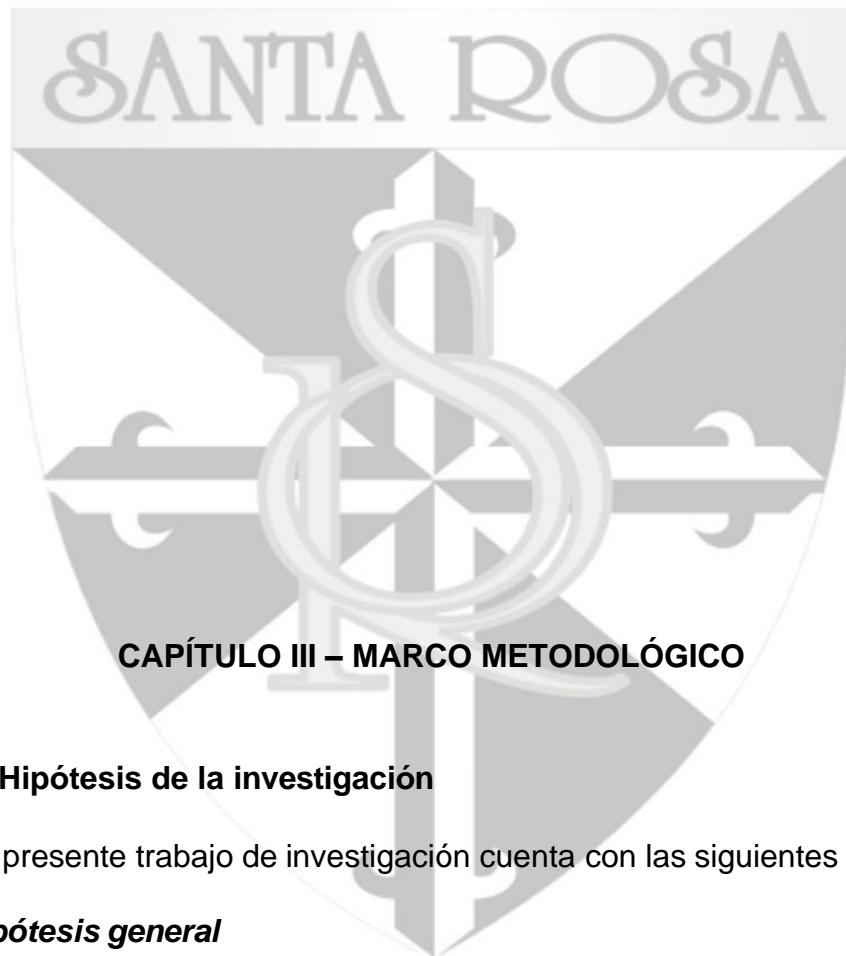 SANTA ROSA
CAPÍTULO III – MARCO METODOLÓGICO
Hipótesis de la investigación
presente trabajo de investigación cuenta con las siguientes
pótesis general